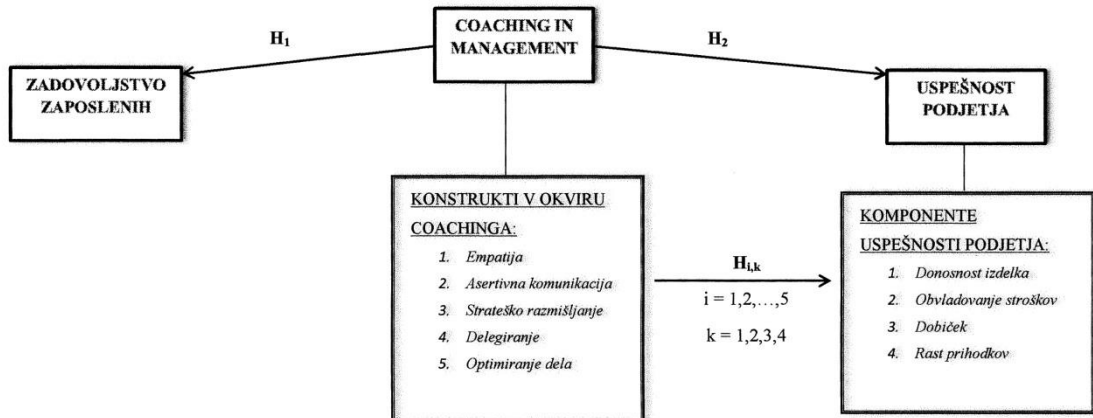 COACHING IN
MANAGEMENT
H1
H2
ZADOVOLJSTVO
ZAPOSLENIH
USPEŠNOST
PODJETJA
KONSTRUKTI V OKVIRU
COACHINGA:
1. Empatija
2. Asertivna komunikacija
3. Strateško razmišljanje
4. Delegiranje
5. Optimiranje dela
Hi,k
i = 1,2,…,5
k = 1,2,3,4
KOMPONENTE
USPEŠNOSTI PODJETJA:
1. Donosnost izdelka
2. Obvladovanje stroškov
3. Dobiček
4. Rast prihodkov